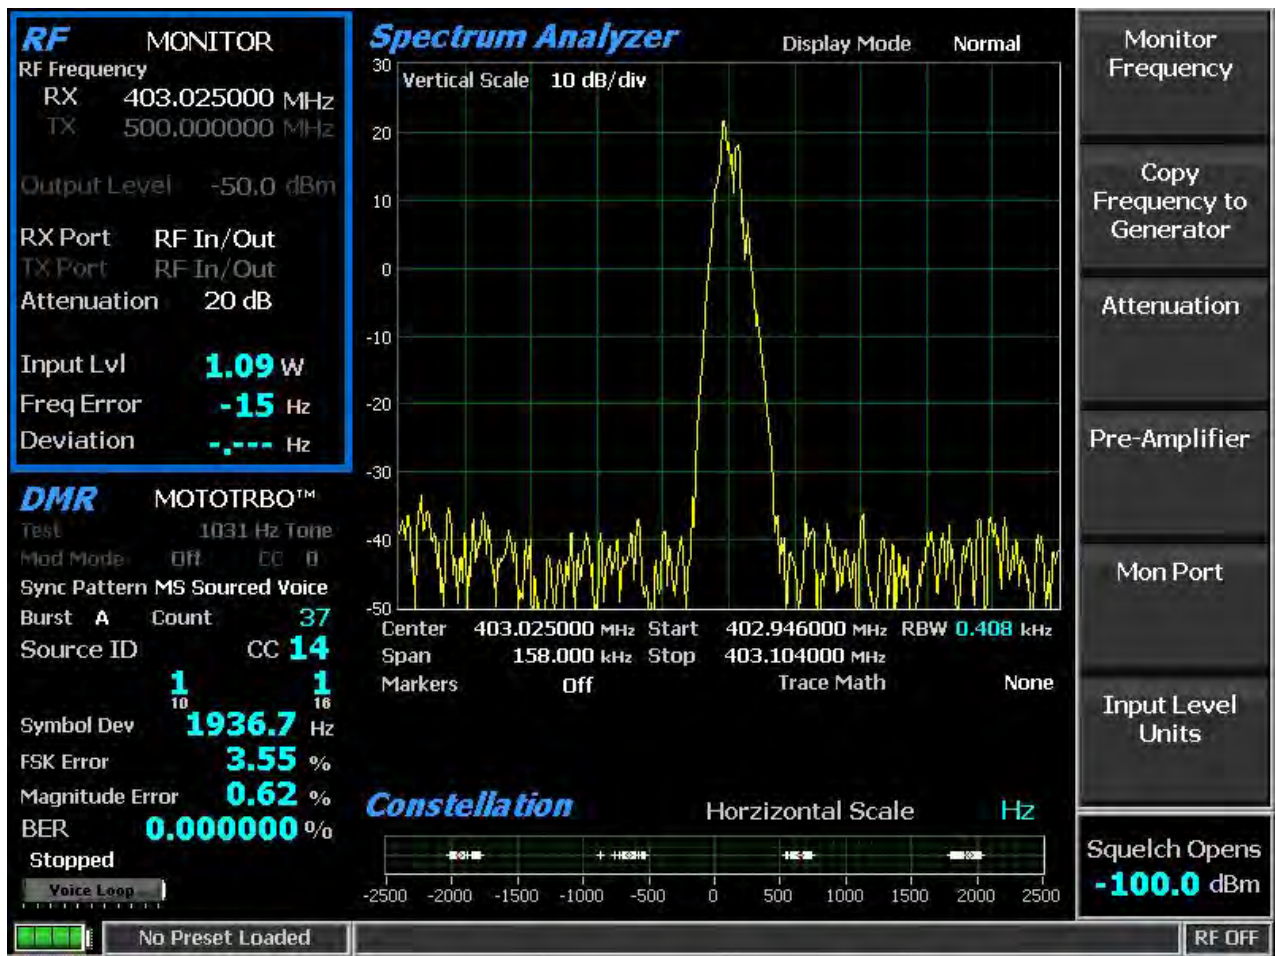 RF MONITOR
RF Frequency
RX 403.025000 MHz
TX 500.000000 MHz
Output Level -50.0 dBm
RX Port RF In/Out
TX Port RF In/Out
Attenuation 20 dB
Input Lvl 1.09 W
Freq Error -15 Hz
Deviation -.--- Hz
DMR MOTOTRBO™
Test 1031 Hz Tone
Mod Mode Off CC 0
Sync Pattern MS Sourced Voice
Burst A Count 37
Source ID CC 14
1 1
10 16
Symbol Dev 1936.7 Hz
FSK Error 3.55 %
Magnitude Error 0.62 %
BER 0.000000 %
Stopped
Voice Loop
Spectrum Analyzer Display Mode Normal
Vertical Scale 10 dB/div
30
20
10
0
-10
-20
-30
-40
-50
Center 403.025000 MHz Start 402.946000 MHz RBW 0.408 kHz
Span 158.000 kHz Stop 403.104000 MHz
Markers Off Trace Math None
Constellation Horzizontal Scale Hz
-2500 -2000 -1500 -1000 -500 0 500 1000 1500 2000 2500
Monitor
Frequency
Copy
Frequency to
Generator
Attenuation
Pre-Amplifier
Mon Port
Input Level
Units
Squelch Opens
-100.0 dBm
No Preset Loaded
RF OFF